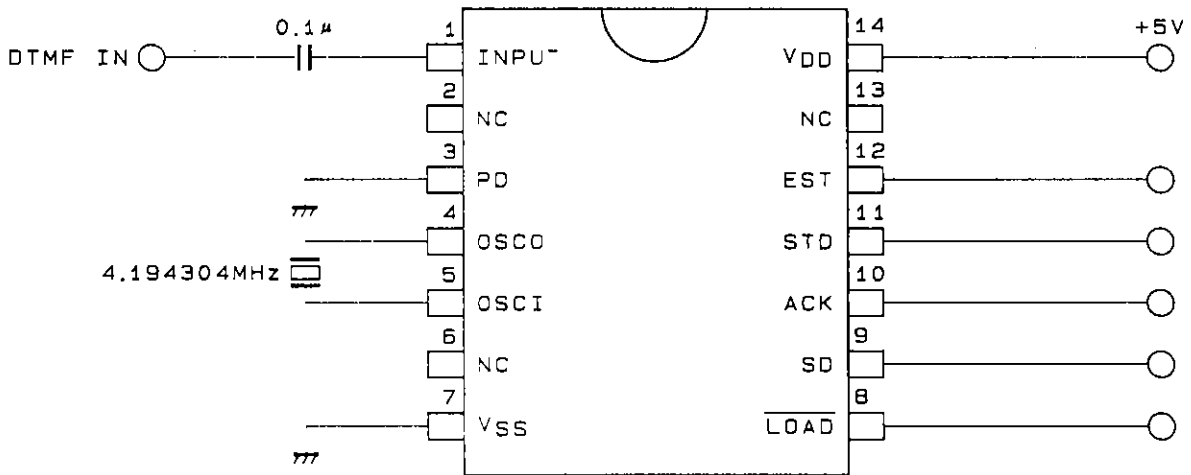 0.1μ
DTMF IN
1
INPUT
2
NC
3
PD
4
OSCO
4.194304MHz
5
OSCI
6
NC
7
VSS
14
VDD
+5V
13
NC
12
EST
11
STD
10
ACK
9
SD
8
LOAD